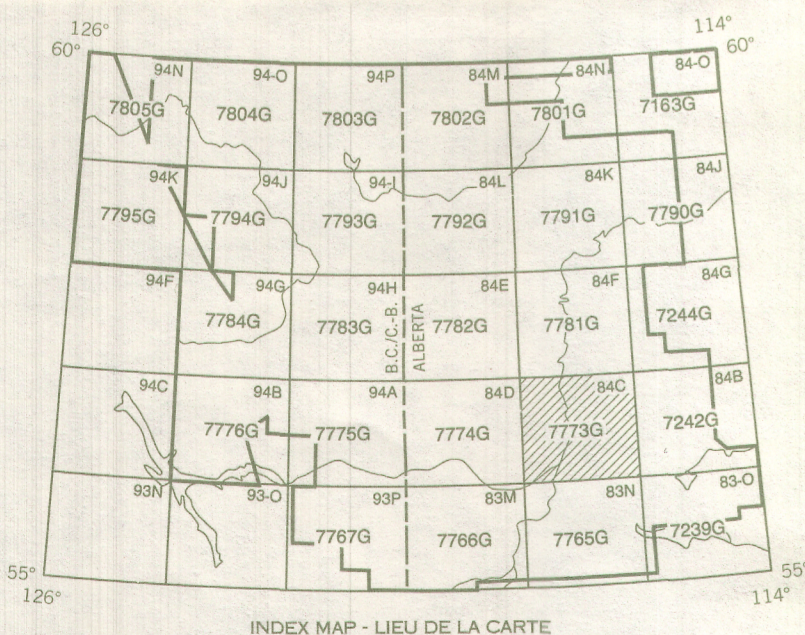 126°
114°
60°
60°
94N
94-O
94P
84M
84N
84-O
7805G
7804G
7803G
7802G
7801G
7163G
94K
94J
94-I
84L
84K
84J
7795G
7794G
7793G
7792G
7791G
7790G
94F
94G
94H
84E
84F
84G
7784G
7783G
B.C./C.-B.
ALBERTA
7782G
7781G
7244G
94C
94B
94A
84D
84C
84B
7776G
7775G
7774G
7773G
7242G
93N
93-O
93P
83M
83N
83-O
7767G
7766G
7765G
7239G
55°
55°
126°
114°
INDEX MAP - LIEU DE LA CARTE